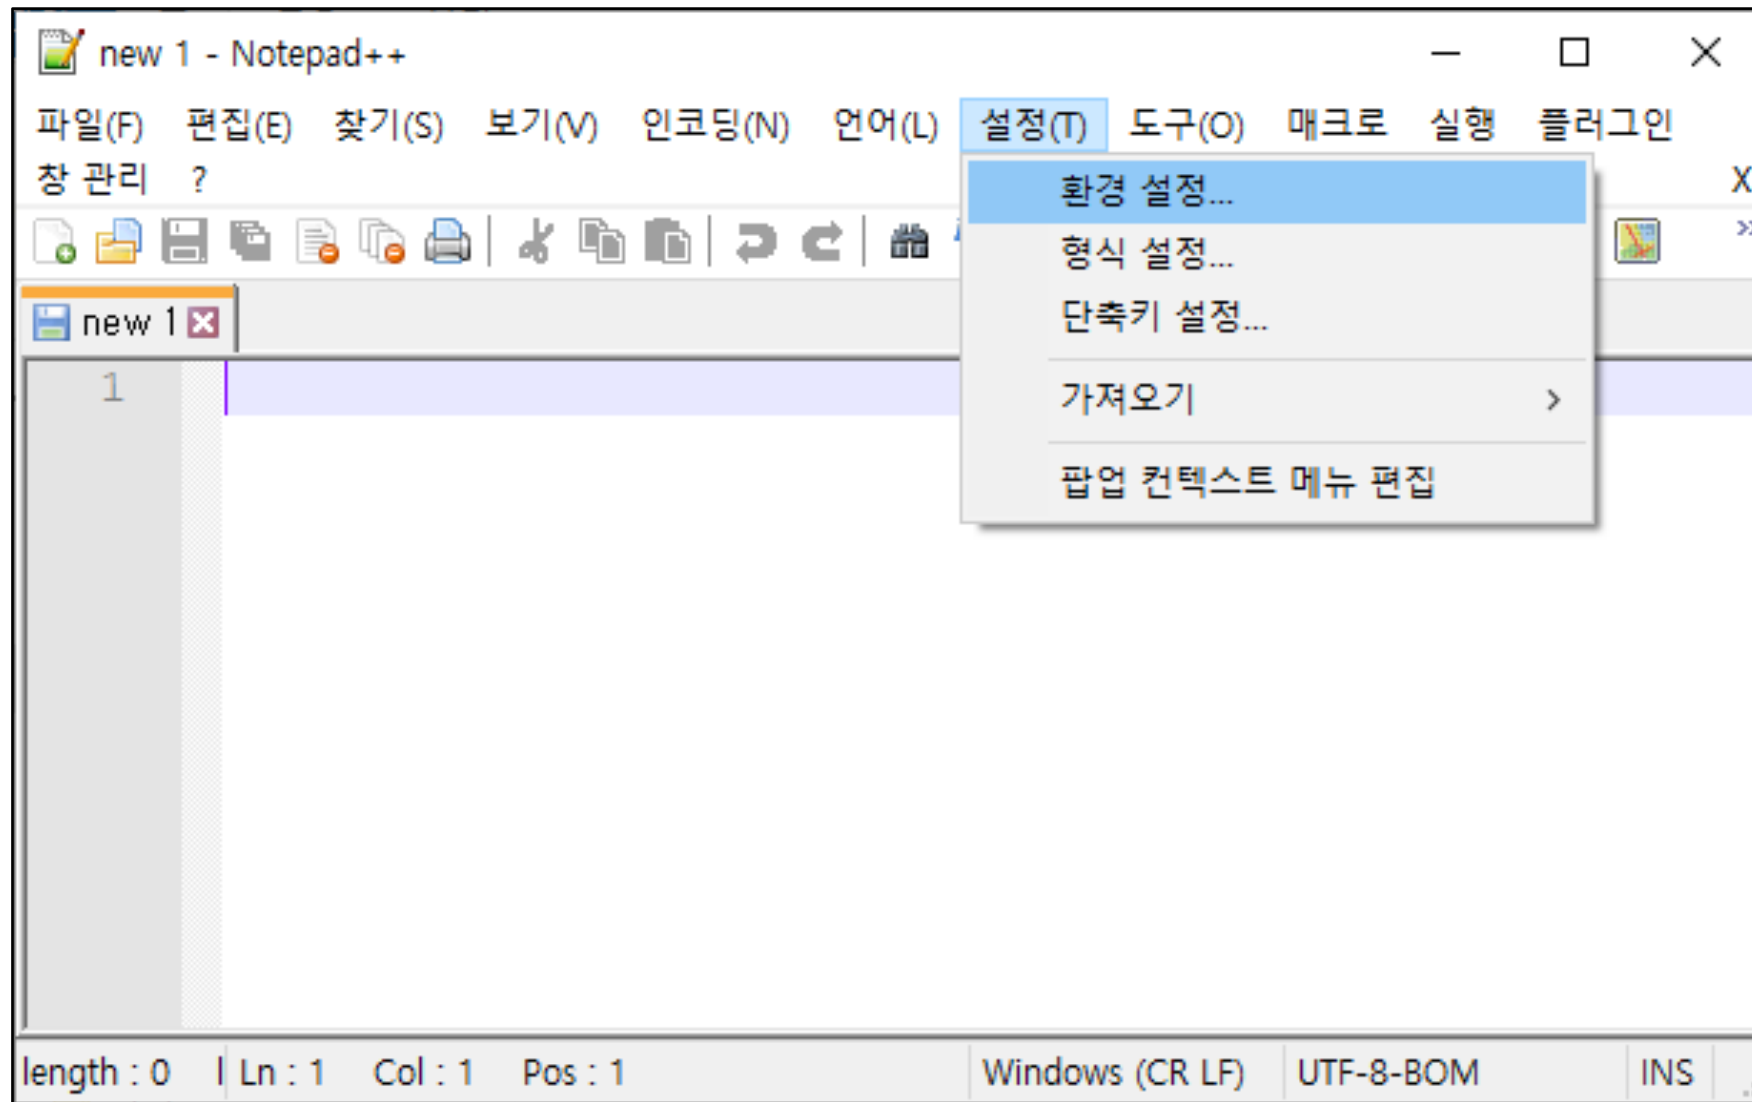 new 1 - Notepad++
파일(F) 편집(E) 찾기(S) 보기(V) 인코딩(N) 언어(L) 설정(T) 도구(O) 매크로 실행 플러그인
창 관리 ? X
환경 설정...
형식 설정...
단축키 설정...
가져오기
팝업 컨텍스트 메뉴 편집
new 1
1
length : 0 l Ln : 1 Col : 1 Pos : 1 Windows (CR LF) UTF-8-BOM INS